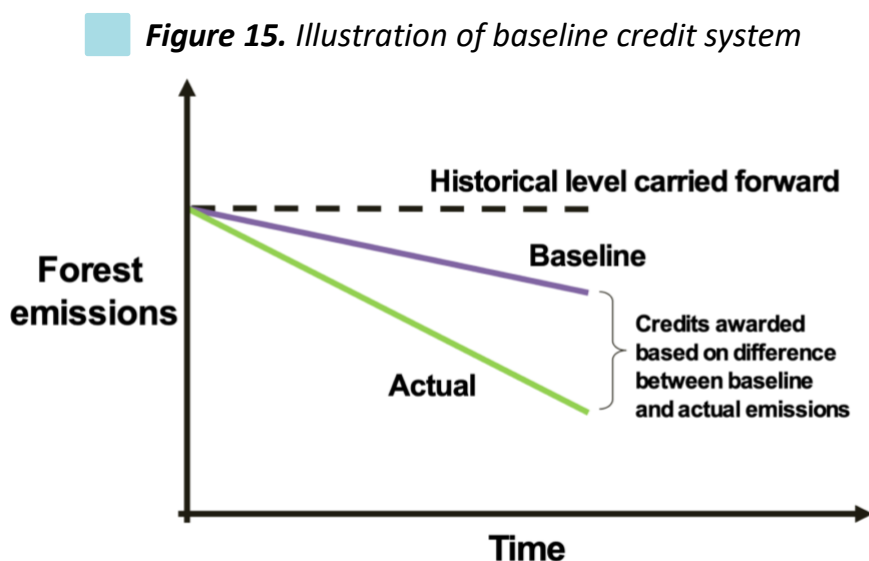 Figure 15. Illustration of baseline credit system
Historical level carried forward
Baseline
Forest
emissions
Credits awarded
based on difference
between baseline
and actual emissions
Actual
Time